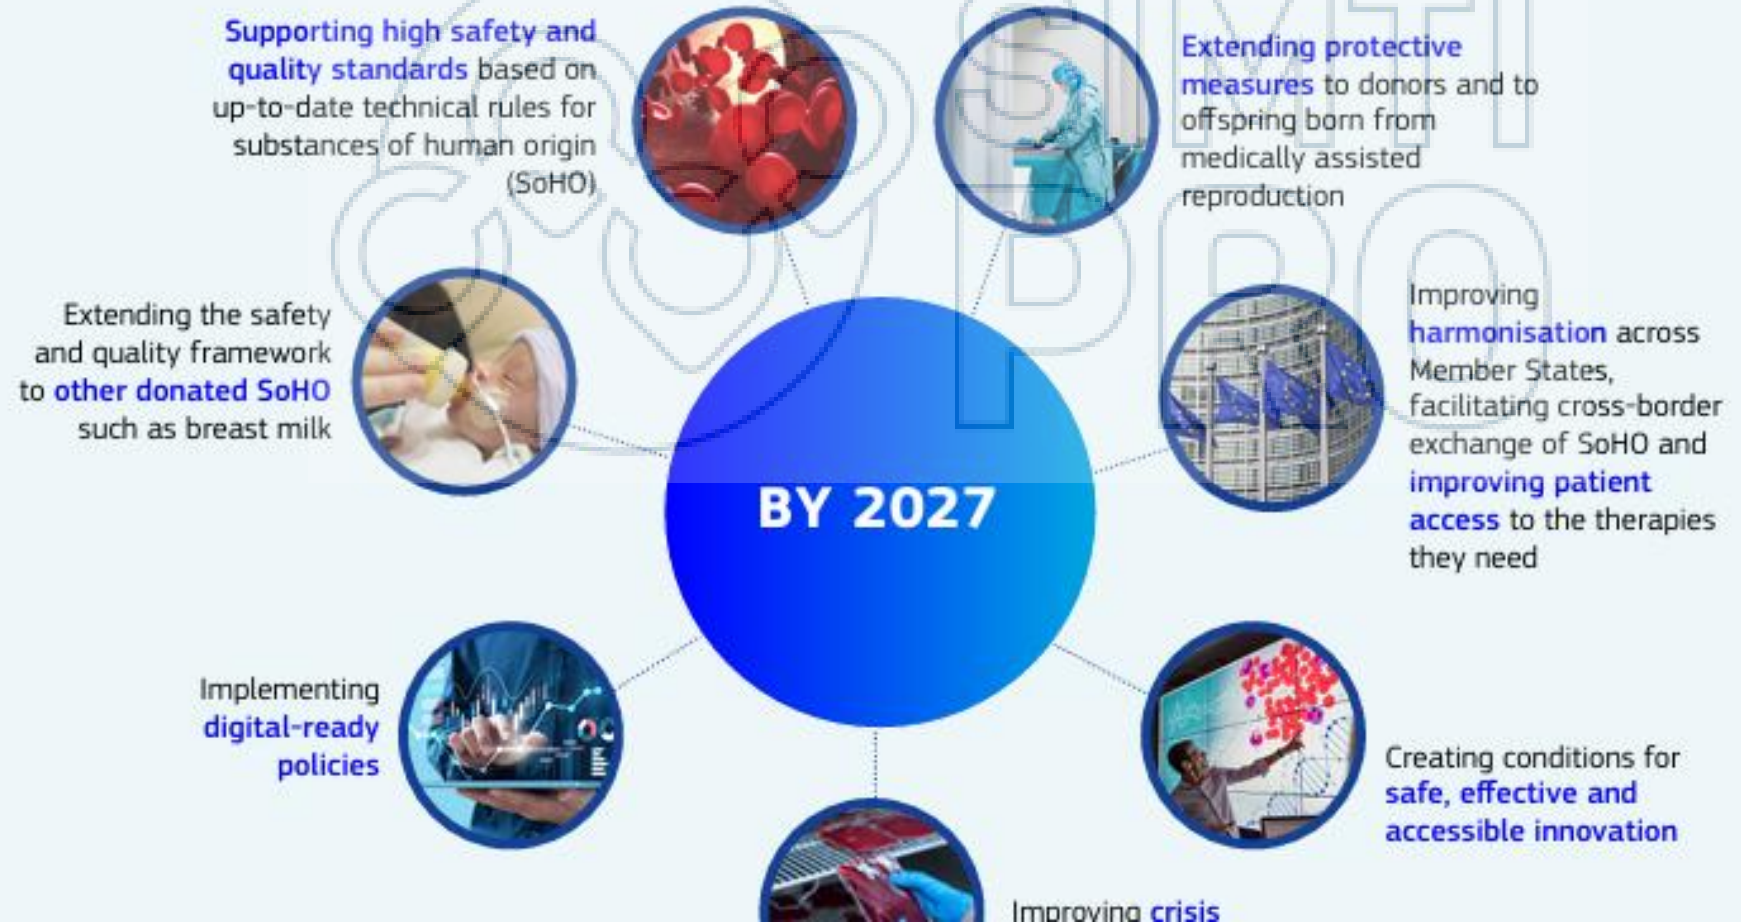 Supporting high safety and
quality standards based on
up-to-date technical rules for
substances of human origin
(SoHO)
Extending protective
measures to donors and to
offspring born from
medically assisted
reproduction
Extending the safety
and quality framework
to other donated SoHO
such as breast milk
Improving
harmonisation across
Member States,
facilitating cross-border
exchange of SoHO and
improving patient
access to the therapies
they need
BY 2027
Implementing
digital-ready
policies
Creating conditions for
safe, effective and
accessible innovation
Improving crisis
SIMTI
PRO